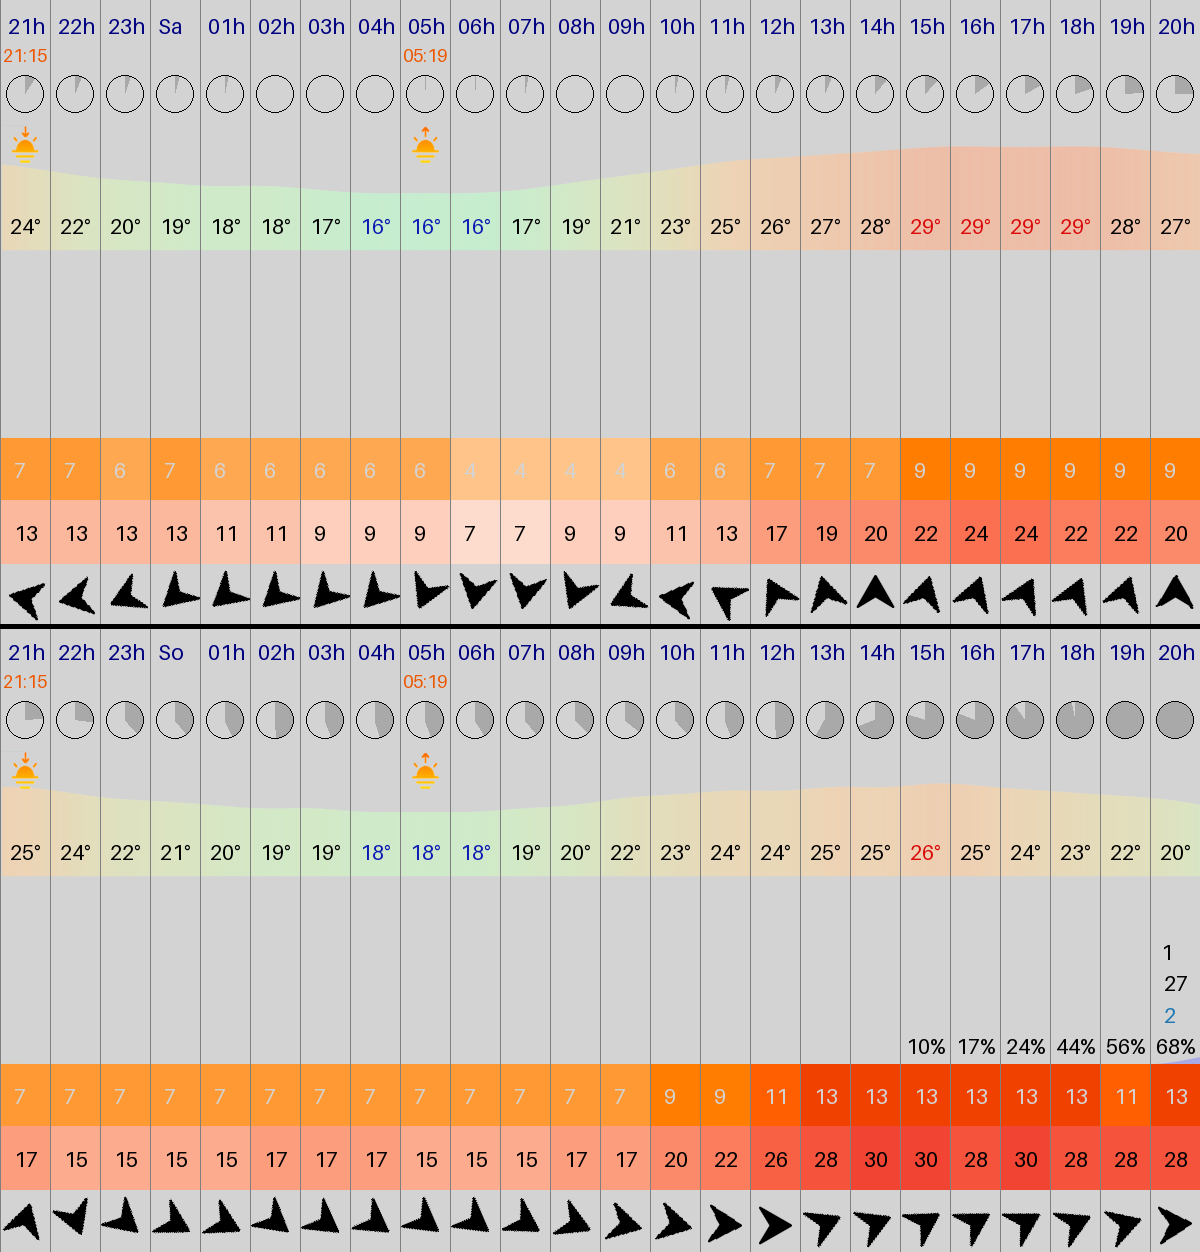 21h 22h 23h Sa 01h 02h 03h 04h 05h 06h 07h 08h 09h 10h 11h 12h 13h 14h 15h 16h 17h 18h 19h 20h
21:15 05:19
24° 22° 20° 19° 18° 18° 17° 16° 16° 16° 17° 19° 21° 23° 25° 26° 27° 28° 29° 29° 29° 29° 28° 27°
7 7 6 7 6 6 6 6 6 4 4 4 4 6 6 7 7 7 9 9 9 9 9 9
13 13 13 13 11 11 9 9 9 7 7 9 9 11 13 17 19 20 22 24 24 22 22 20
21h 22h 23h So 01h 02h 03h 04h 05h 06h 07h 08h 09h 10h 11h 12h 13h 14h 15h 16h 17h 18h 19h 20h
21:15 05:19
25° 24° 22° 21° 20° 19° 19° 18° 18° 18° 19° 20° 22° 23° 24° 24° 25° 25° 26° 25° 24° 23° 22° 20°
1
27
2
10% 17% 24% 44% 56% 68%
7 7 7 7 7 7 7 7 7 7 7 7 7 9 9 11 13 13 13 13 13 13 11 13
17 15 15 15 15 17 17 17 15 15 15 17 17 20 22 26 28 30 30 28 30 28 28 28